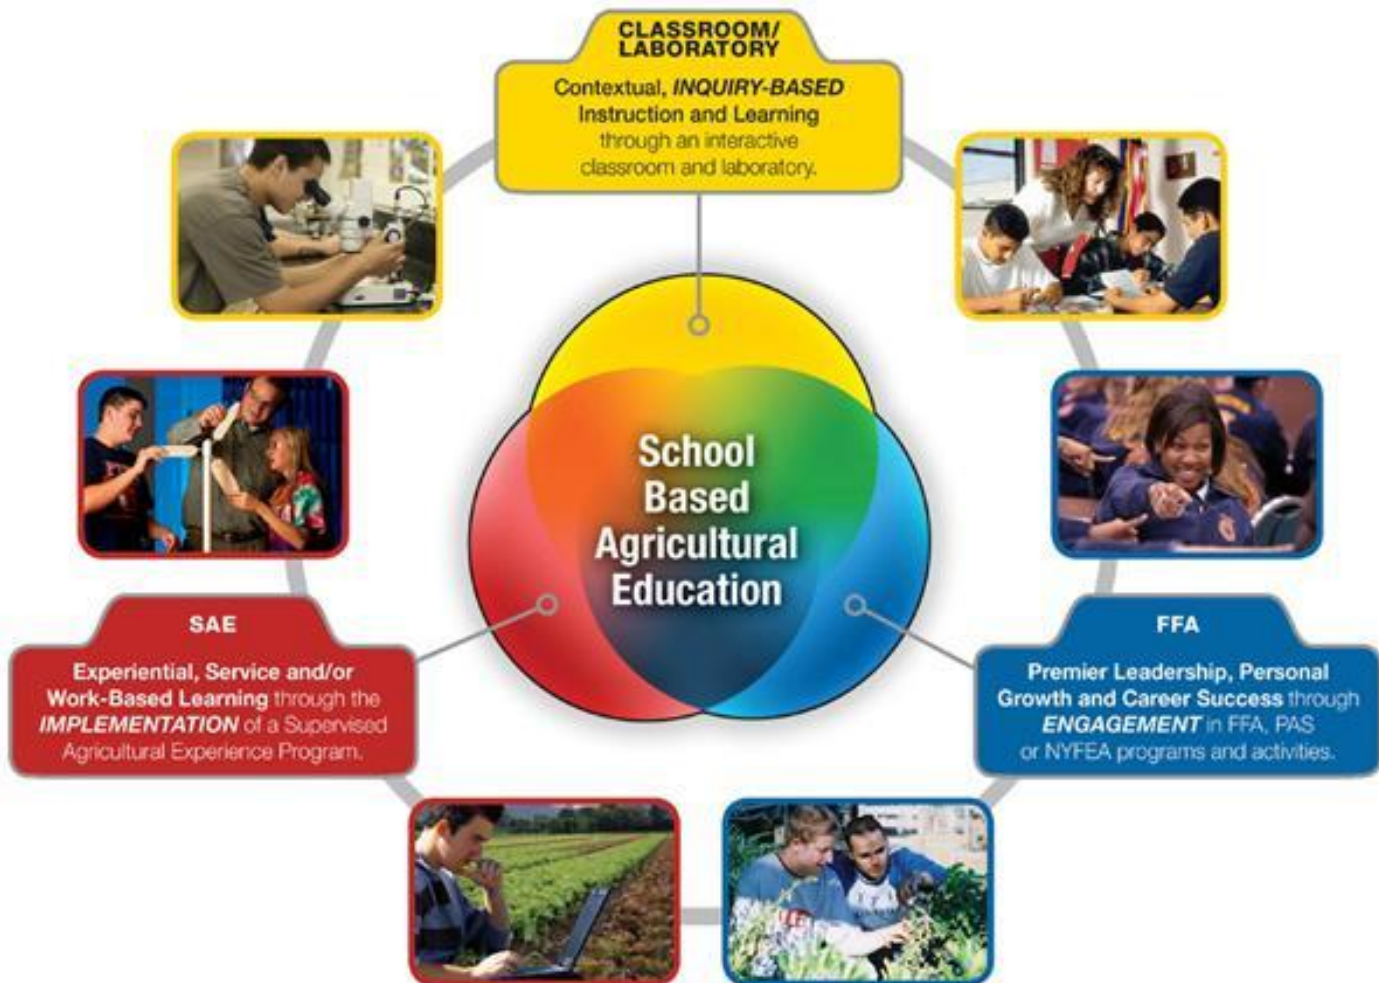 CLASSROOM/
LABORATORY
Contextual, INQUIRY-BASED
Instruction and Learning
through an interactive
classroom and laboratory.
School
Based
Agricultural
Education
SAE
Experiential, Service and/or
Work-Based Learning through the
IMPLEMENTATION of a Supervised
Agricultural Experience Program.
FFA
Premier Leadership, Personal
Growth and Career Success through
ENGAGEMENT in FFA, PAS
or NYFEA programs and activities.